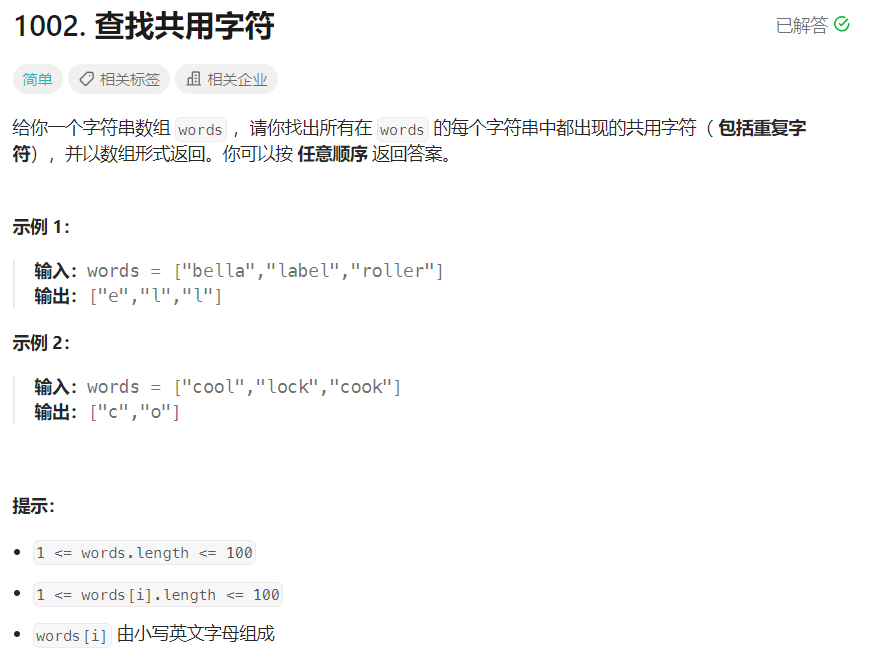 1002. 查找共用字符
已解答
简单 相关标签 相关企业
给你一个字符串数组 words ，请你找出所有在 words 的每个字符串中都出现的共用字符（ 包括重复字
符），并以数组形式返回。你可以按 任意顺序 返回答案。
示例 1：
输入：words = ["bella","label","roller"]
输出：["e","l","l"]
示例 2：
输入：words = ["cool","lock","cook"]
输出：["c","o"]
提示：
• 1 <= words.length <= 100
• 1 <= words[i].length <= 100
• words[i] 由小写英文字母组成